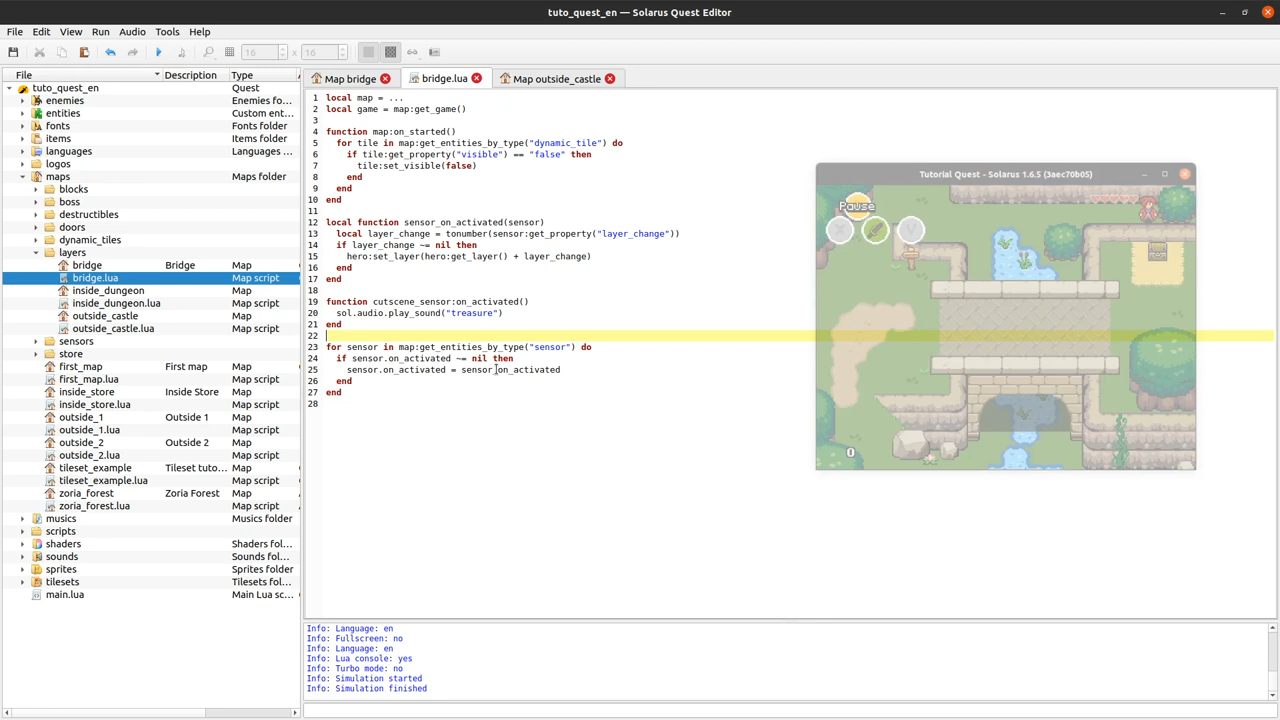 tuto_quest_en — Solarus Quest Editor
File Edit View Run Audio Tools Help
16 x 16
File Description Type
tuto_quest_en Quest
enemies Enemies fo...
entities Custom ent...
fonts Fonts folder
items Items folder
languages Languages ...
logos Logos folder
maps Maps folder
blocks
boss
destructibles
doors
dynamic_tiles
layers
bridge Bridge Map
bridge.lua Map script
inside_dungeon Map
inside_dungeon.lua Map script
outside_castle Map
outside_castle.lua Map script
sensors
store
first_map First map Map
first_map.lua Map script
inside_store Inside Store Map
inside_store.lua Map script
outside_1 Outside 1 Map
outside_1.lua Map script
outside_2 Outside 2 Map
outside_2.lua Map script
tileset_example Tileset tuto... Map
tileset_example.lua Map script
zoria_forest Zoria Forest Map
zoria_forest.lua Map script
musics Musics folder
scripts Scripts folder
shaders Shaders fol...
sounds Sounds fol...
sprites Sprites folder
tilesets Tilesets fol...
main.lua Main Lua sc...
Map bridge bridge.lua Map outside_castle
1 local map = ...
2 local game = map:get_game()
3
4 function map:on_started()
5 for tile in map:get_entities_by_type("dynamic_tile") do
6 if tile:get_property("visible") == "false" then
7 tile:set_visible(false)
8 end
9 end
10 end
11
12 local function sensor_on_activated(sensor)
13 local layer_change = tonumber(sensor:get_property("layer_change"))
14 if layer_change ~= nil then
15 hero:set_layer(hero:get_layer() + layer_change)
16 end
17 end
18
19 function cutscene_sensor:on_activated()
20 sol.audio.play_sound("treasure")
21 end
22
23 for sensor in map:get_entities_by_type("sensor") do
24 if sensor.on_activated ~= nil then
25 sensor.on_activated = sensor_on_activated
26 end
27 end
28
Tutorial Quest - Solarus 1.6.5 (3aec70b05)
Pause
X V
0
Info: Language: en
Info: Fullscreen: no
Info: Language: en
Info: Lua console: yes
Info: Turbo mode: no
Info: Simulation started
Info: Simulation finished